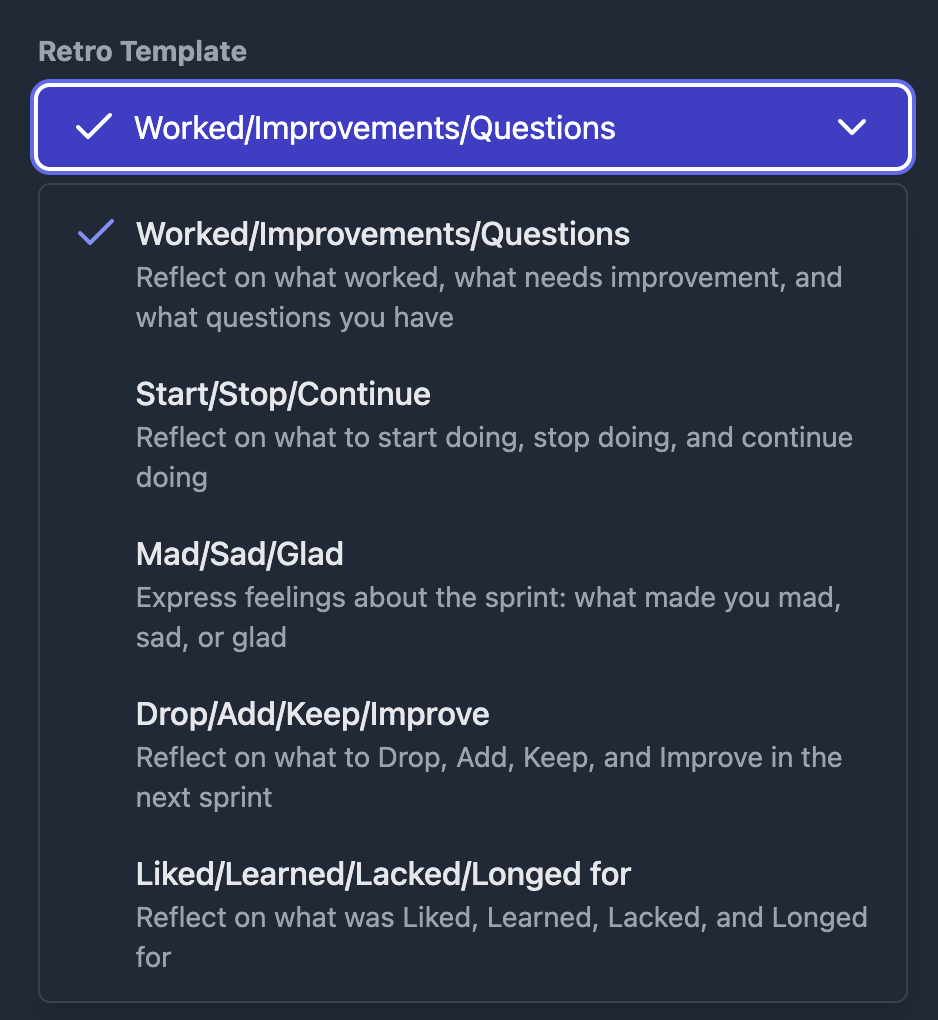 Retro Template
Worked/Improvements/Questions
Worked/Improvements/Questions
Reflect on what worked, what needs improvement, and
what questions you have
Start/Stop/Continue
Reflect on what to start doing, stop doing, and continue
doing
Mad/Sad/Glad
Express feelings about the sprint: what made you mad,
sad, or glad
Drop/Add/Keep/Improve
Reflect on what to Drop, Add, Keep, and Improve in the
next sprint
Liked/Learned/Lacked/Longed for
Reflect on what was Liked, Learned, Lacked, and Longed
for